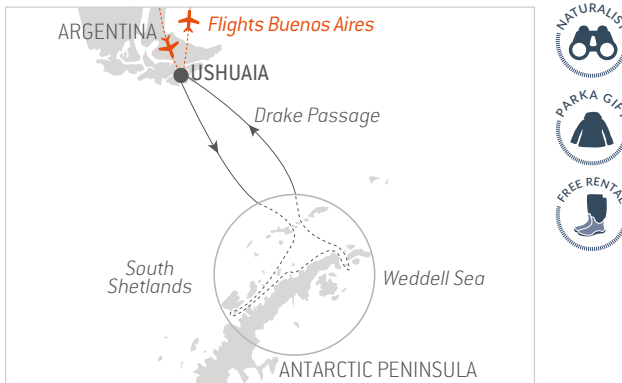 ARGENTINA
Flights Buenos Aires
USHUAIA
Drake Passage
South
Shetlands
Weddell Sea
ANTARCTIC PENINSULA
NATURALIST
PARKA GIFT
FREE RENTAL